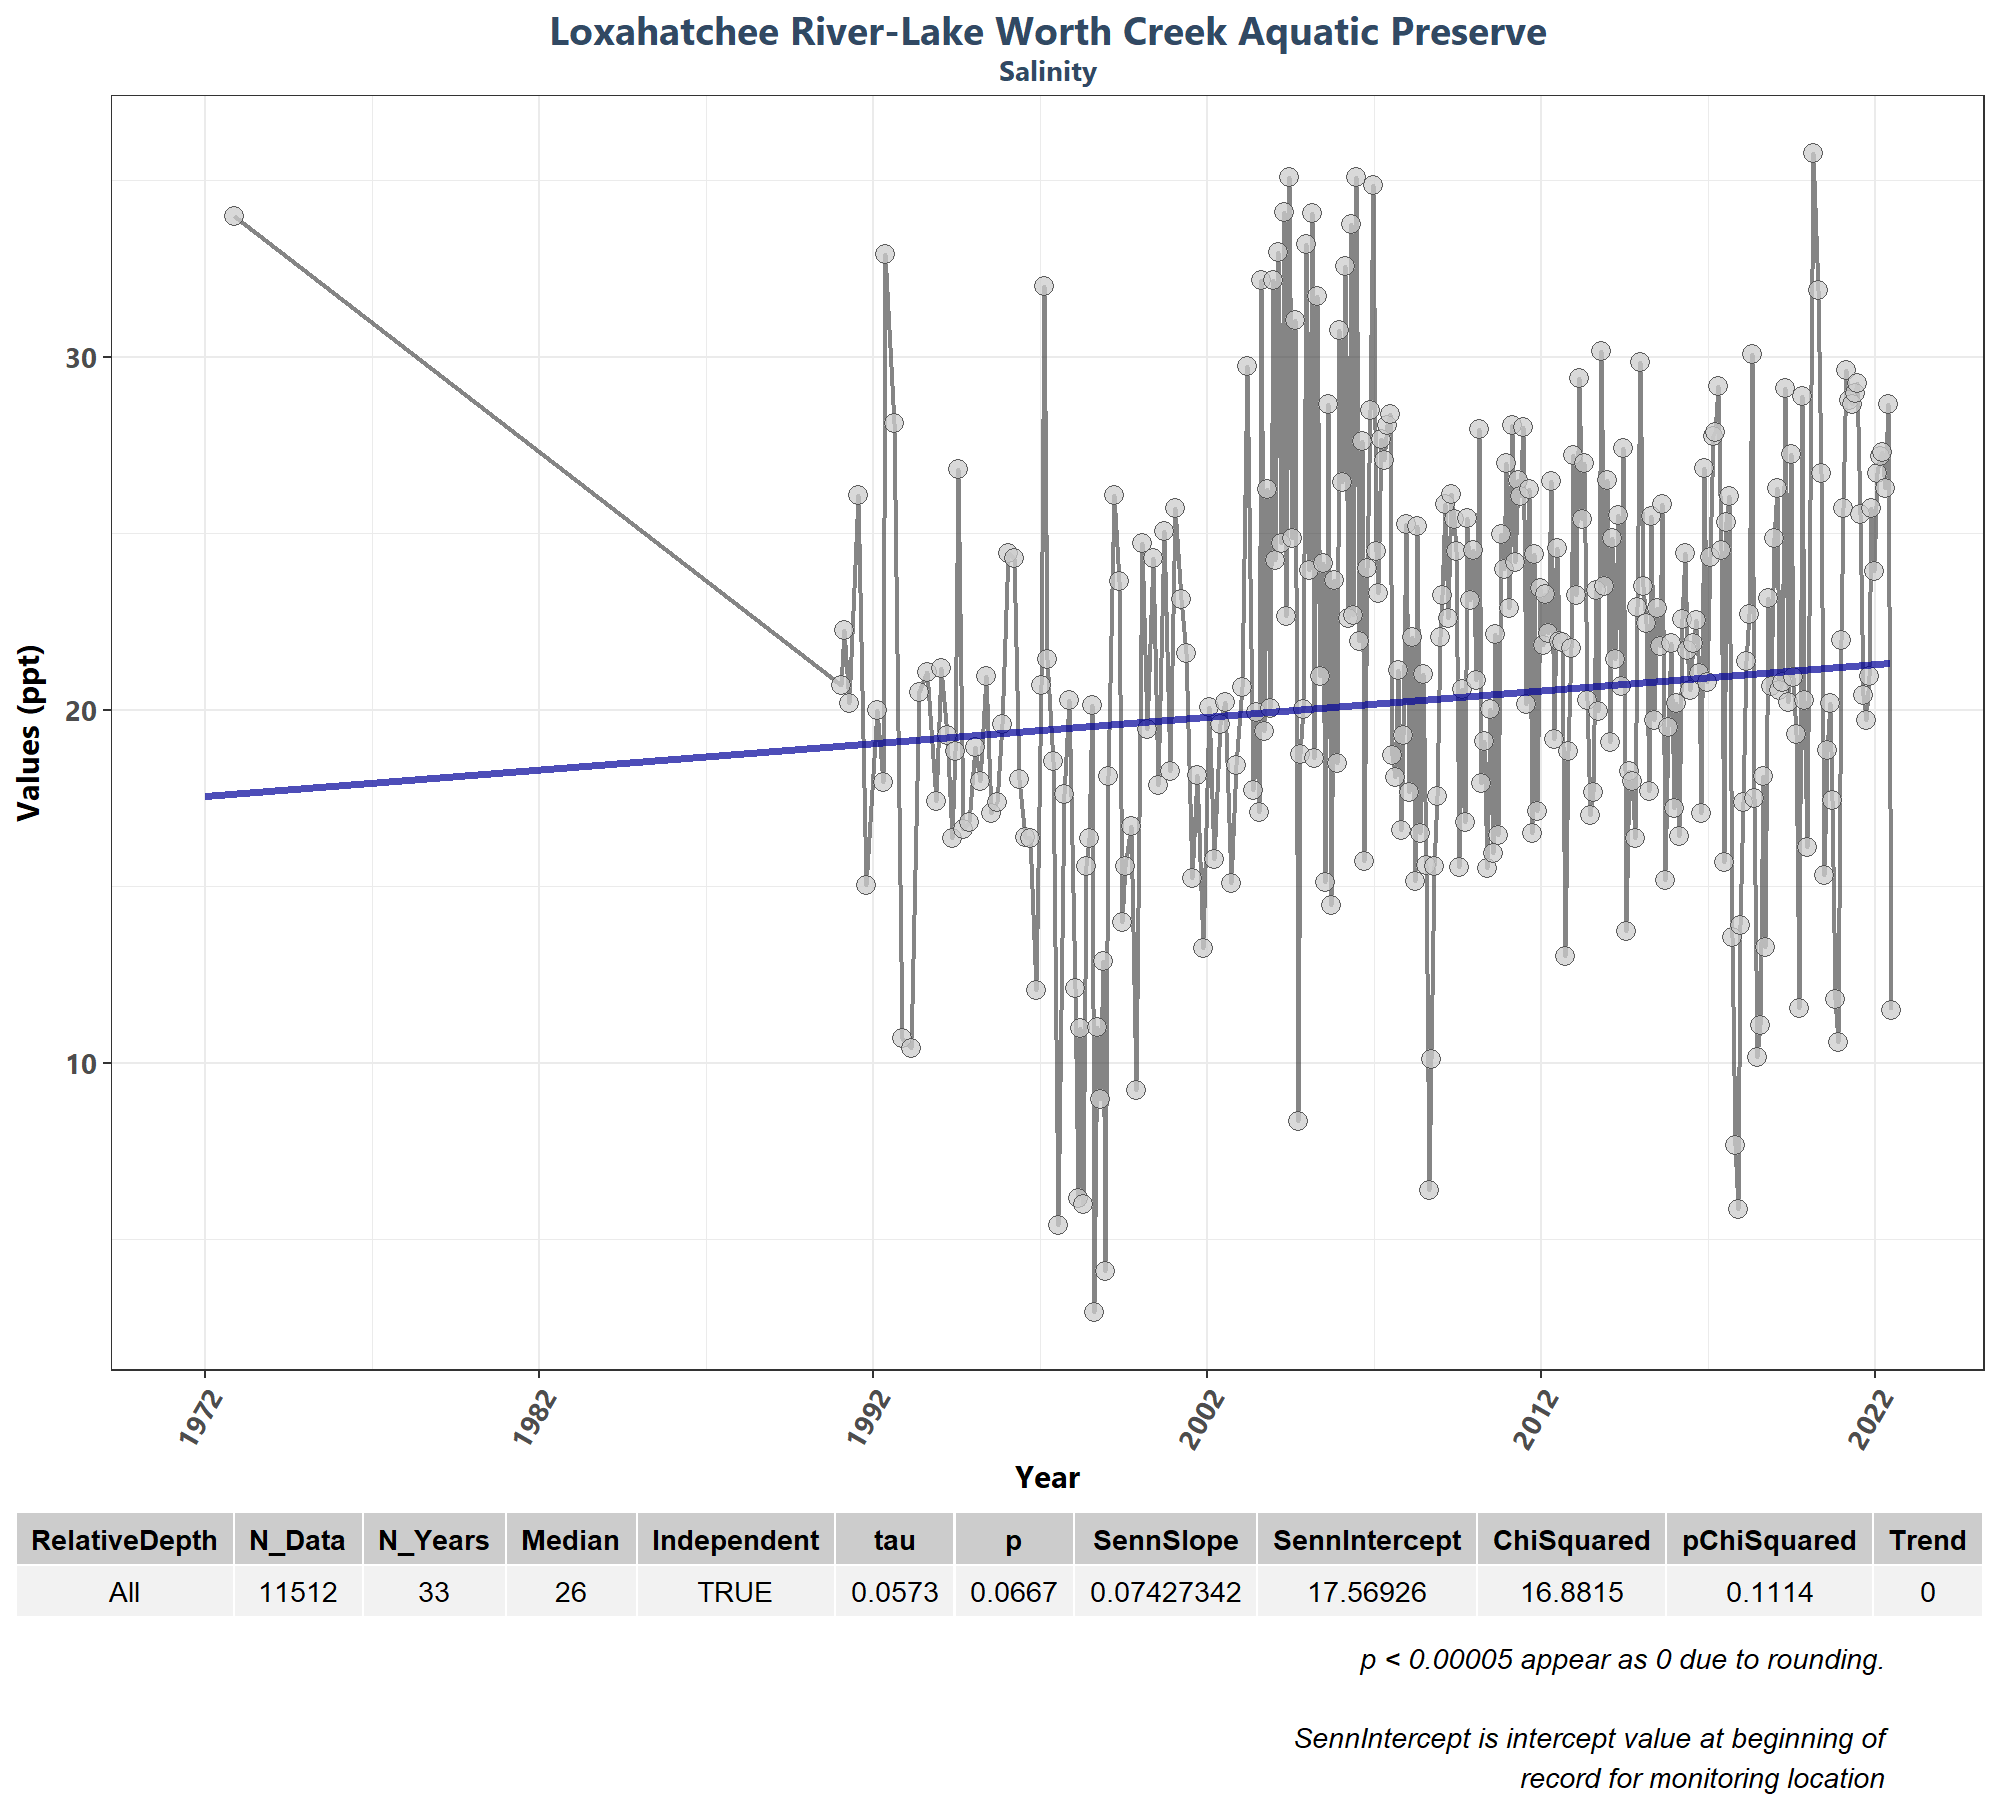 Loxahatchee River-Lake Worth Creek Aquatic Preserve
Salinity
Values (ppt)
30
20
10
1972 1982 1992 2002 2012 2022
Year
RelativeDepth N_Data N_Years Median Independent tau p SennSlope SennIntercept ChiSquared pChiSquared Trend
All 11512 33 26 TRUE 0.0573 0.0667 0.07427342 17.56926 16.8815 0.1114 0
p < 0.00005 appear as 0 due to rounding.
SennIntercept is intercept value at beginning of
record for monitoring location